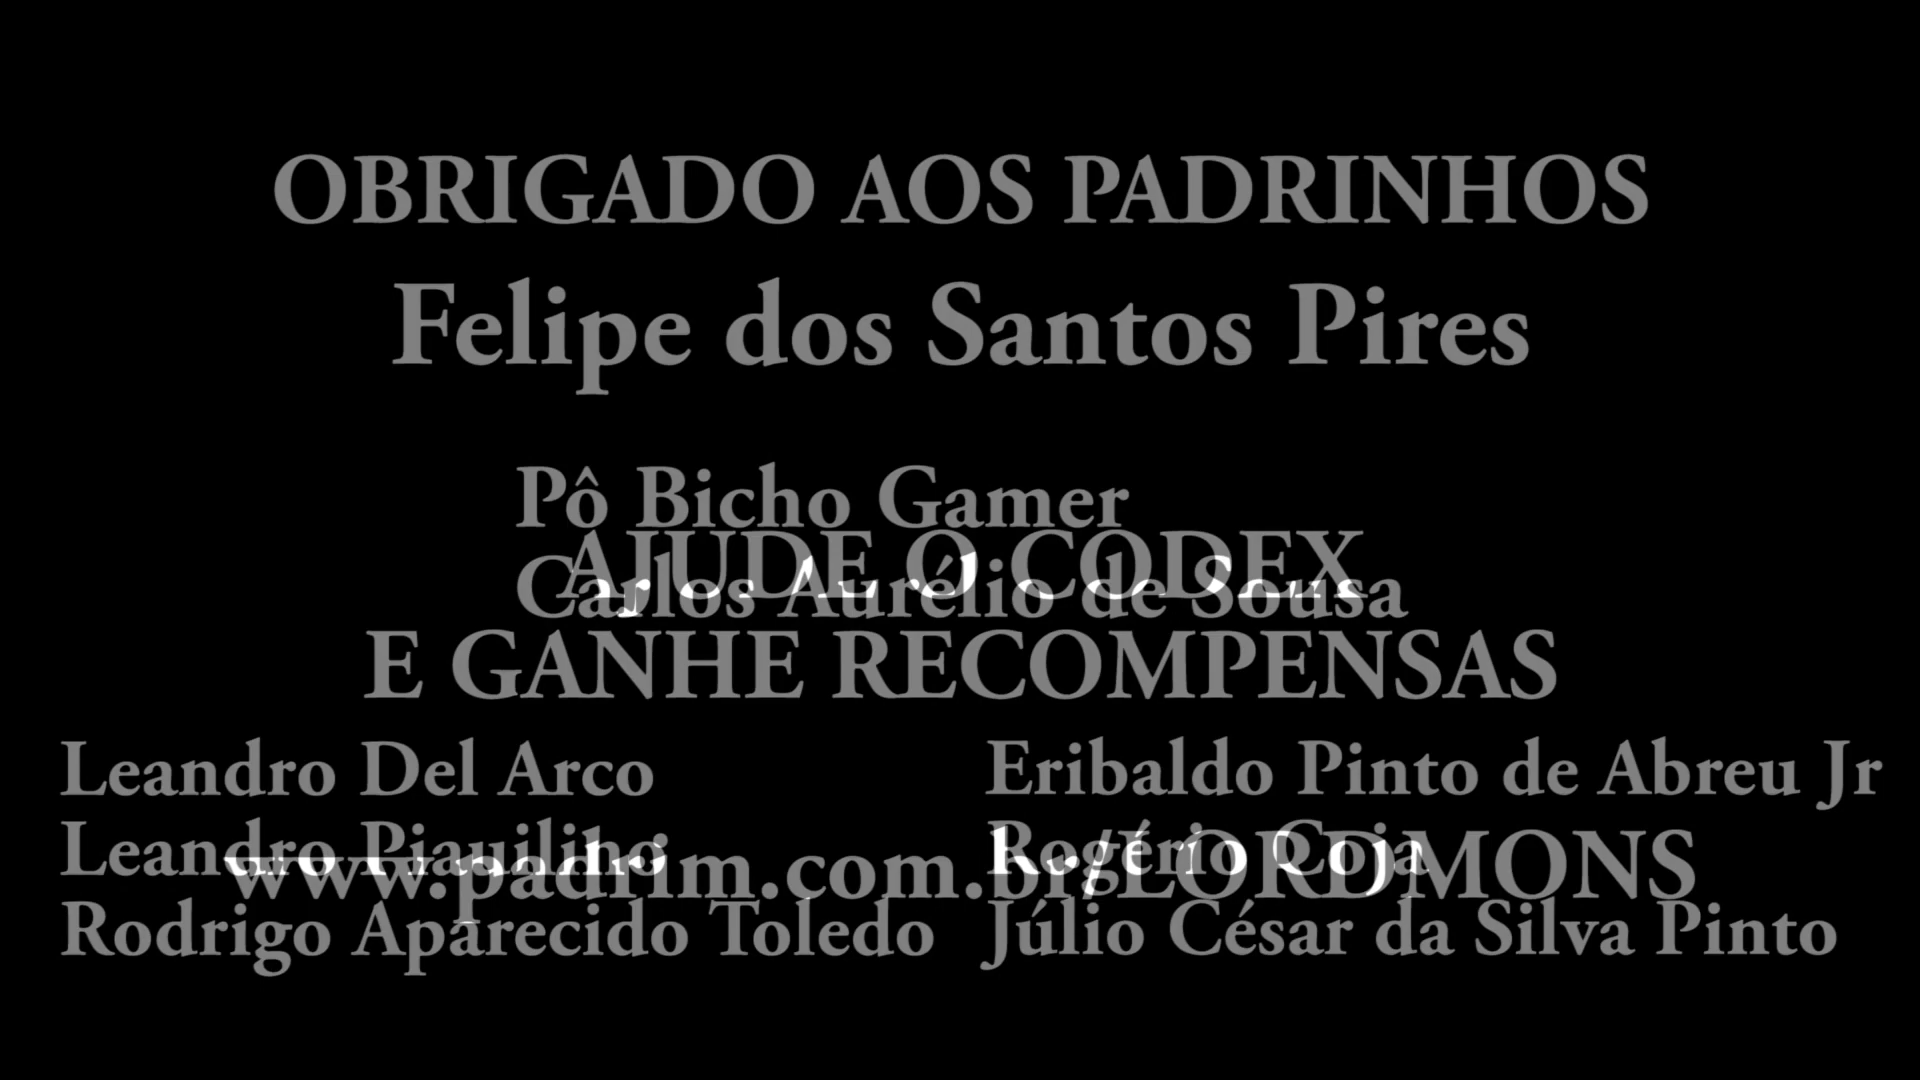 OBRIGADO AOS PADRINHOS
Felipe dos Santos Pires
Pô Bicho Gamer
AJUDE O CODEX
Carlos Aurélio de Sousa
E GANHE RECOMPENSAS
Leandro Del Arco
Eribaldo Pinto de Abreu Jr
Leandro Piauilino
Rogério Coja
www.padrim.com.br/LORDMONS
Rodrigo Aparecido Toledo
Júlio César da Silva Pinto